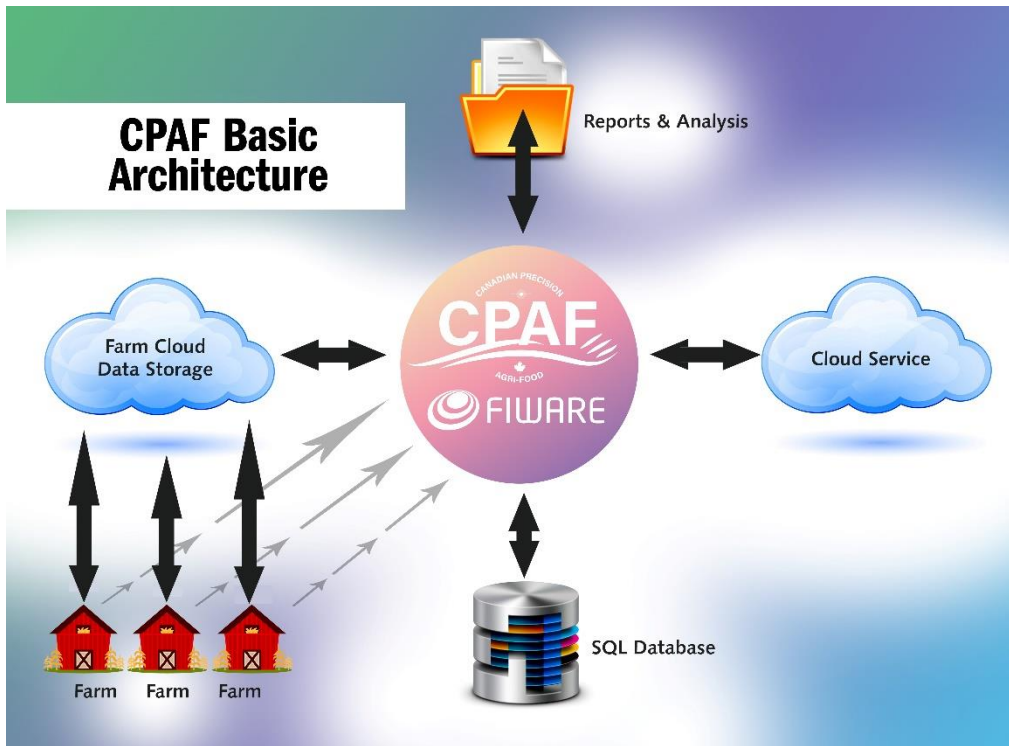 CPAF Basic
Architecture
Reports & Analysis
Farm Cloud
Data Storage
CANADIAN PRECISION
CPAF
AGRI-FOOD
FIWARE
Cloud Service
SQL Database
Farm
Farm
Farm